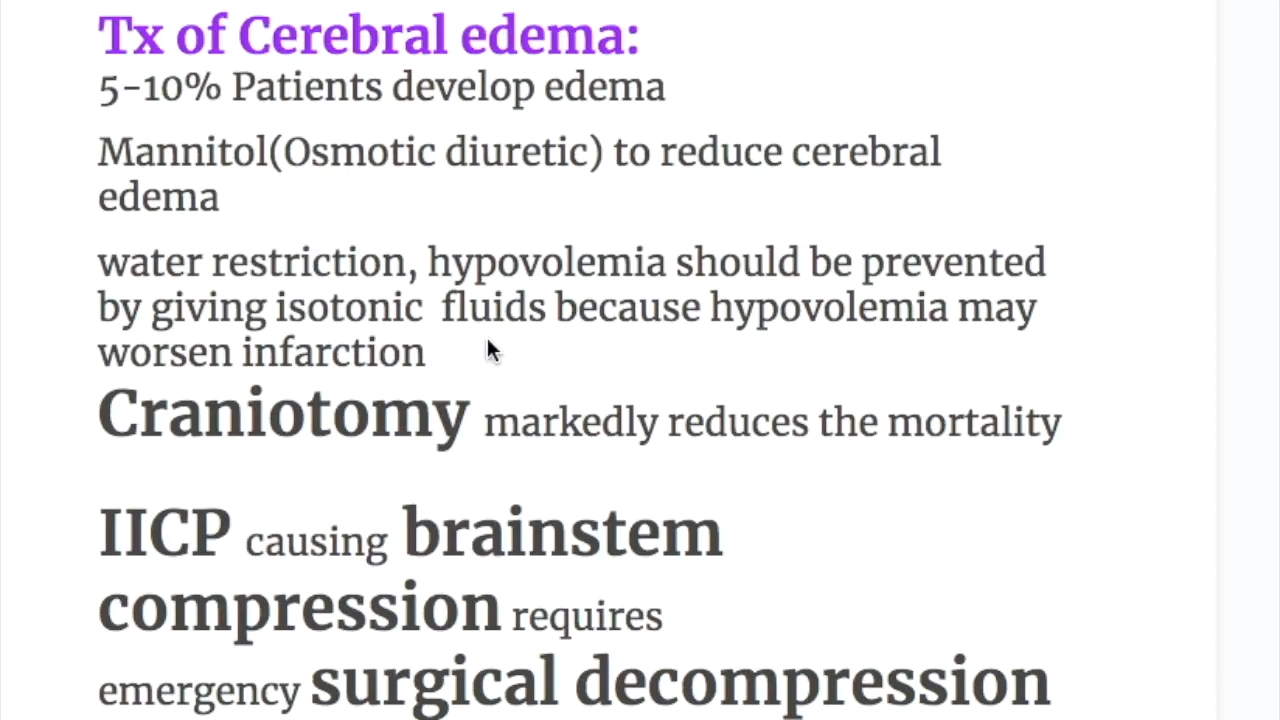 Tx of Cerebral edema:
5-10% Patients develop edema
Mannitol(Osmotic diuretic) to reduce cerebral
edema
water restriction, hypovolemia should be prevented
by giving isotonic  fluids because hypovolemia may
worsen infarction
Craniotomy markedly reduces the mortality
IICP causing brainstem
compression requires
emergency surgical decompression